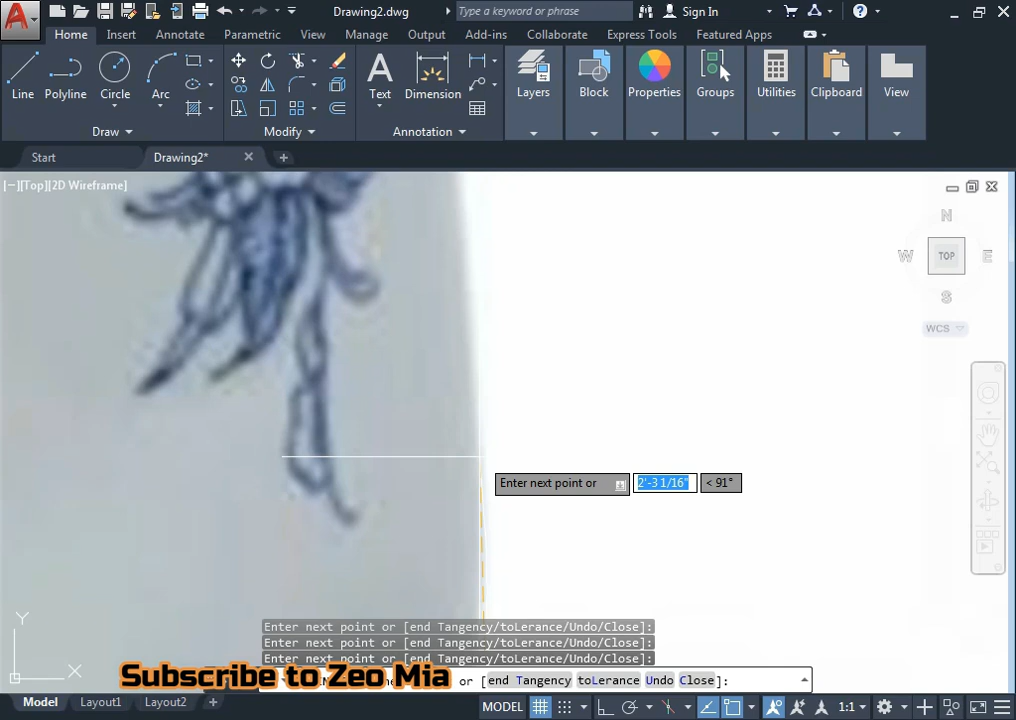 Drawing2.dwg
Type a keyword or phrase
Sign In
Home
Insert
Annotate
Parametric
View
Manage
Output
Add-ins
Collaborate
Express Tools
Featured Apps
Line
Polyline
Circle
Arc
Text
Dimension
Layers
Block
Properties
Groups
Utilities
Clipboard
View
Draw
Modify
Annotation
Start
Drawing2*
[−][Top][2D Wireframe]
N
W
TOP
E
S
WCS
Enter next point or
2'-3 1/16"
< 91°
Y
X
Enter next point or [end Tangency/toLerance/Undo/Close]:
Enter next point or [end Tangency/toLerance/Undo/Close]:
Enter next point or [end Tangency/toLerance/Undo/Close]:
or [end Tangency toLerance Undo Close]:
Subscribe to Zeo Mia
Model
Layout1
Layout2
MODEL
1:1